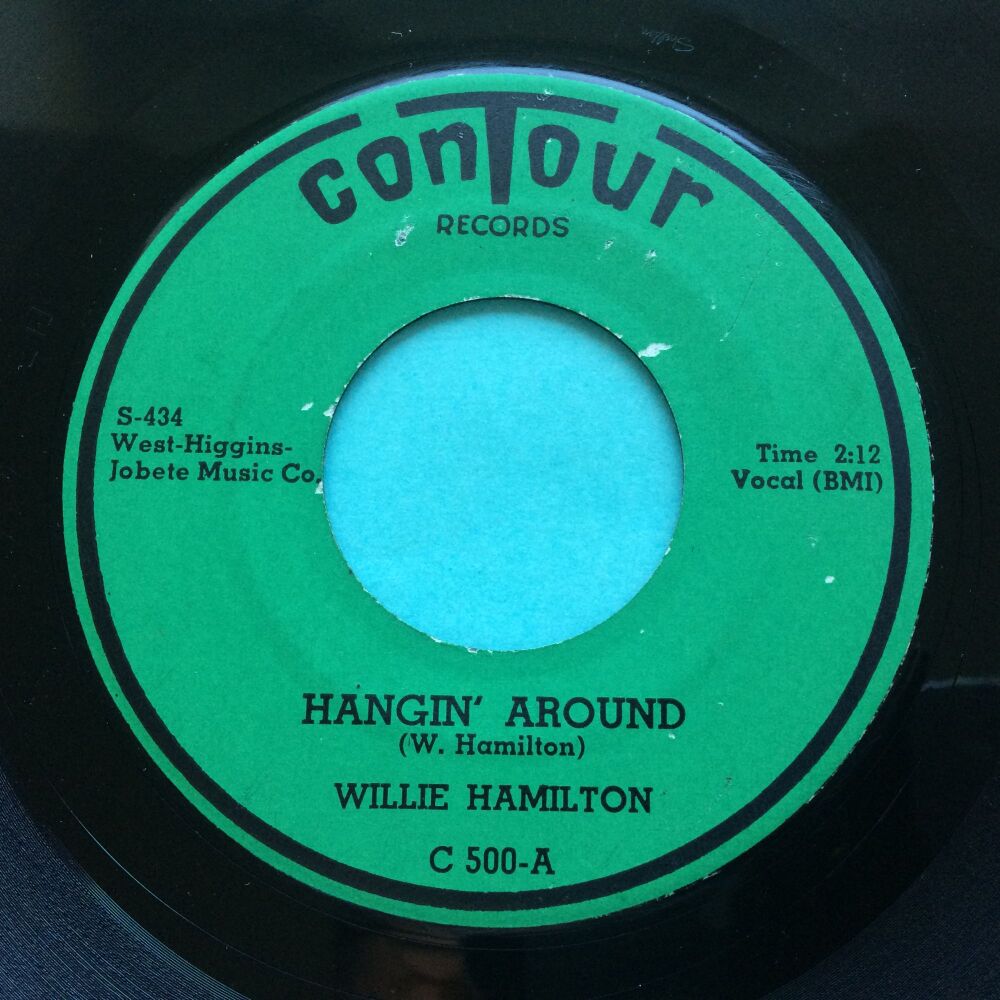 conTour
RECORDS
S-434
West-Higgins-
Jobete Music Co.
Time 2:12
Vocal (BMI)
HANGIN' AROUND
(W. Hamilton)
WILLIE HAMILTON
C 500-A